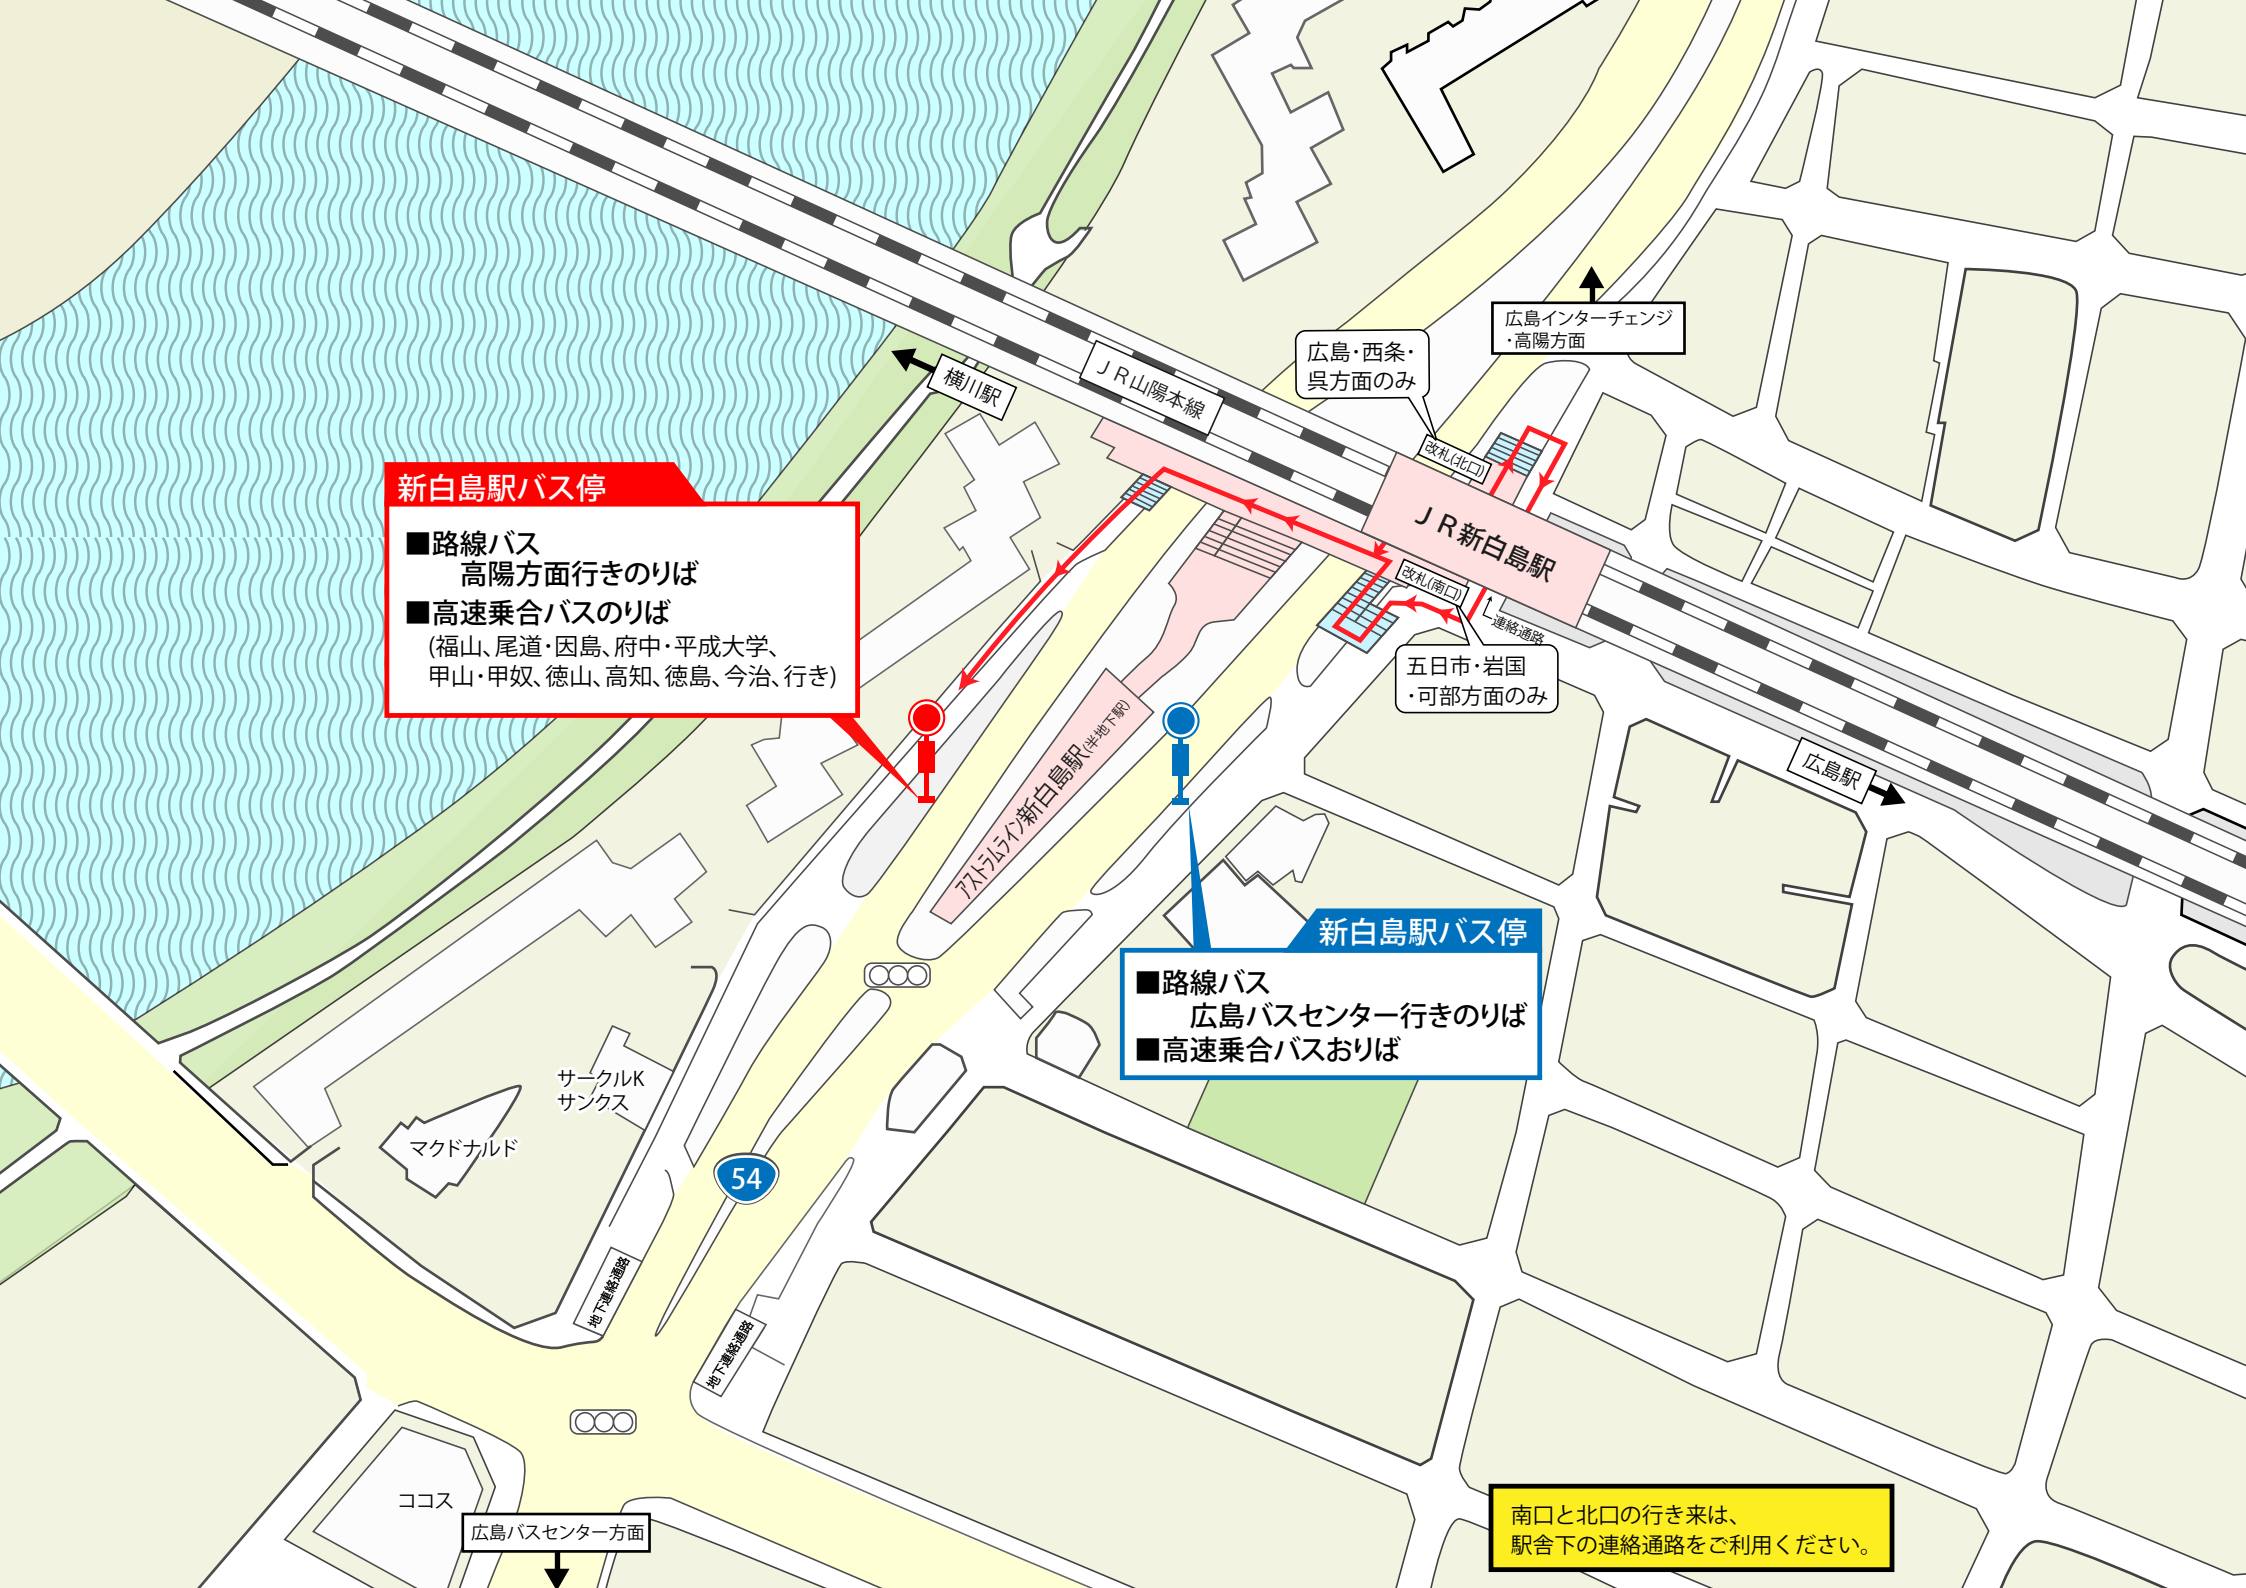 広島インターチェンジ
・高陽方面
広島・西条・
呉方面のみ
横川駅
ＪＲ山陽本線
改札(北口)
ＪＲ新白島駅
改札(南口)
連絡通路
五日市・岩国
・可部方面のみ
新白島駅バス停
■路線バス
高陽方面行きのりば
■高速乗合バスのりば
(福山、尾道・因島、府中・平成大学、
甲山・甲奴、徳山、高知、徳島、今治、行き)
アストラムライン新白島駅(半地下駅)
広島駅
新白島駅バス停
■路線バス
広島バスセンター行きのりば
■高速乗合バスおりば
サークルK
サンクス
マクドナルド
54
地下連絡通路
地下連絡通路
ココス
広島バスセンター方面
南口と北口の行き来は、
駅舎下の連絡通路をご利用ください。